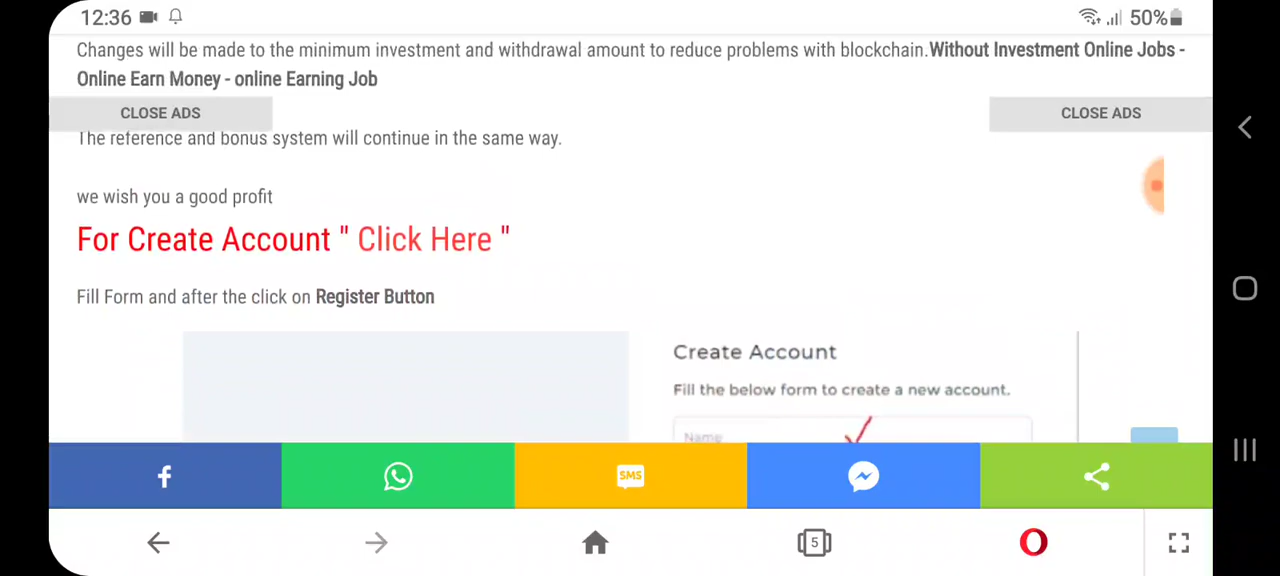 12:36 50%
Changes will be made to the minimum investment and withdrawal amount to reduce problems with blockchain.Without Investment Online Jobs -
Online Earn Money - online Earning Job
CLOSE ADS CLOSE ADS
The reference and bonus system will continue in the same way.
we wish you a good profit
For Create Account " Click Here "
Fill Form and after the click on Register Button
Create Account
Fill the below form to create a new account.
Name
SMS
5